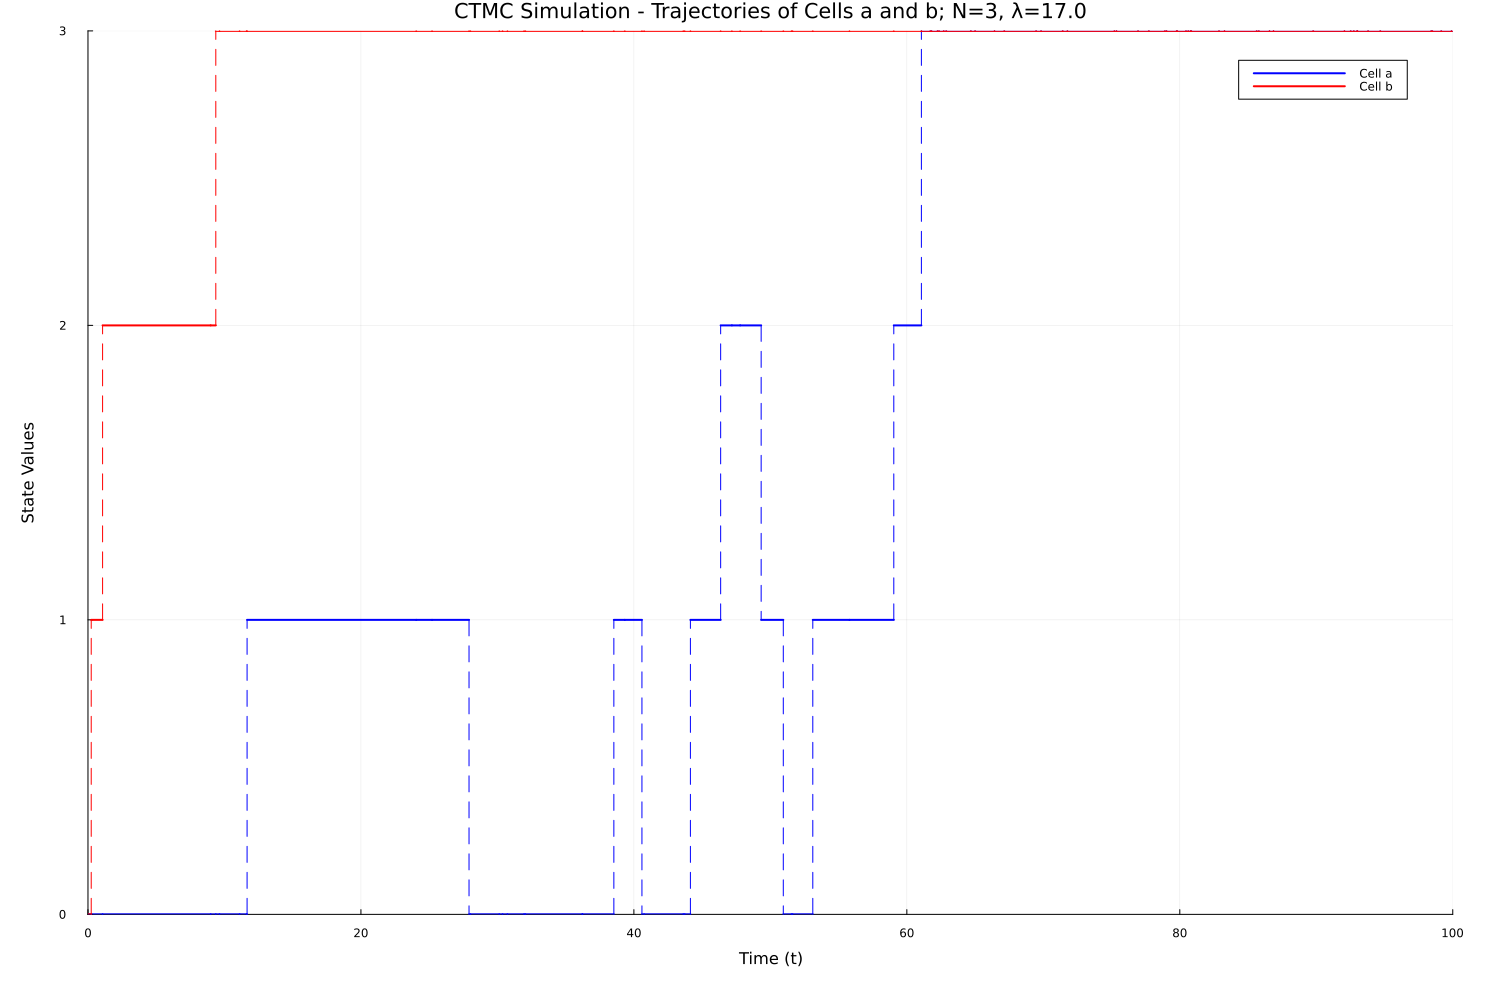 CTMC Simulation - Trajectories of Cells a and b; N=3, λ=17.0
3
Cell a
Cell b
2
State Values
1
0
0 20 40 60 80 100
Time (t)